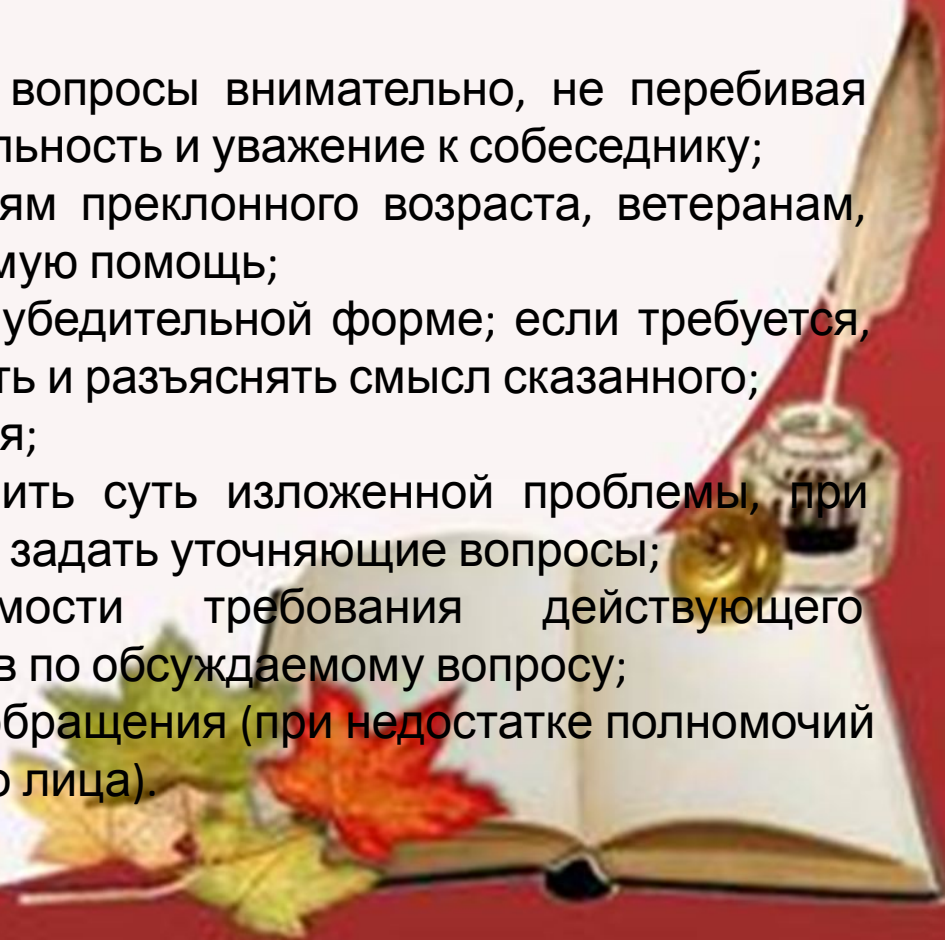 вопросы внимательно, не перебивая
льность и уважение к собеседнику;
ям преклонного возраста, ветеранам,
мую помощь;
убедительной форме; если требуется,
ть и разъяснять смысл сказанного;
я;
ить суть изложенной проблемы, при
задать уточняющие вопросы;
мости требования действующего
в по обсуждаемому вопросу;
обращения (при недостатке полномочий
о лица).